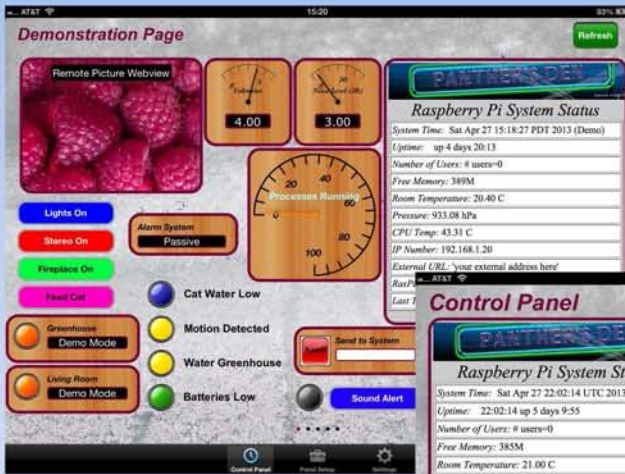 AT&T
15:20
93%
Demonstration Page
Refresh
Remote Picture Webview
4.00
3.00
PANTHER'S DEN
Raspberry Pi System Status
System Time: Sat Apr 27 15:18:27 PDT 2013 (Demo)
Uptime: up 4 days 20:13
Number of Users: # users=0
Free Memory: 389M
Room Temperature: 20.40 C
Pressure: 933.08 hPa
CPU Temp: 43.31 C
IP Number: 192.168.1.20
External URL: 'your external address here'
20 40
Processes Running
0 60
80
100
Lights On
Stereo On
Fireplace On
Feed Cat
Alarm System
Passive
Greenhouse
Demo Mode
Living Room
Demo Mode
Cat Water Low
Motion Detected
Water Greenhouse
Batteries Low
Send to System
Sound Alert
Control Panel
Panel Setup
Settings
AT&T
Control Panel
PANTHER'S DE
Raspberry Pi System St
System Time: Sat Apr 27 22:02:14 UTC 2013
Uptime: 22:02:14 up 5 days 9:55
Number of Users: # users=0
Free Memory: 385M
Room Temperature: 21.00 C